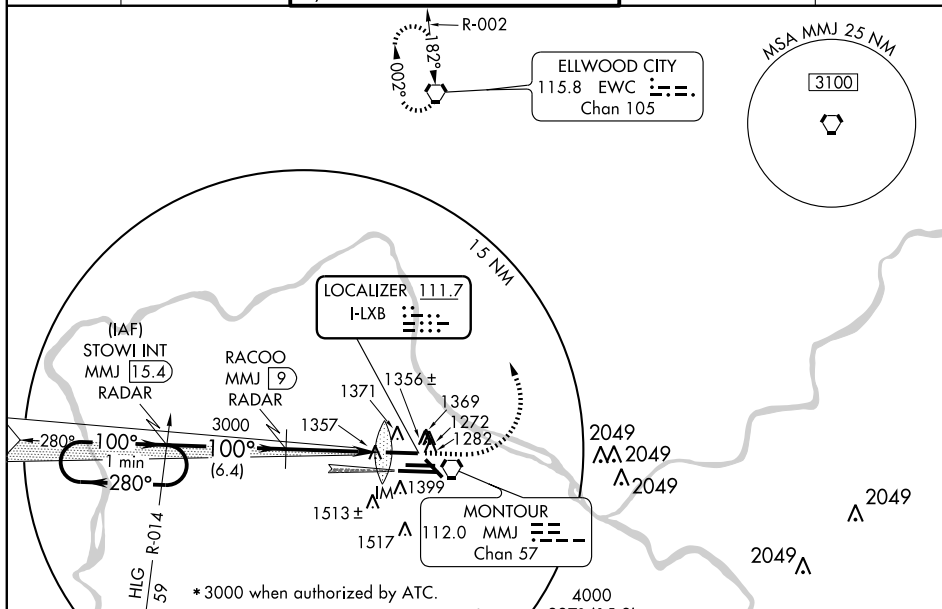 R-002
182°
002°
ELLWOOD CITY
115.8 EWC
Chan 105
MSA MMJ 25 NM
3100
15 NM
LOCALIZER 111.7
I-LXB
(IAF)
STOWI INT
MMJ 15.4
RADAR
RACOO
MMJ 9
RADAR
1371
1356 ±
1369
1272
1282
3000
1357
280°
100°
100°
1 min
(6.4)
280°
2049
2049
2049
2049
2049
IM
1399
1513 ±
1517
MONTOUR
112.0 MMJ
Chan 57
HLG R-014
59
* 3000 when authorized by ATC.
4000